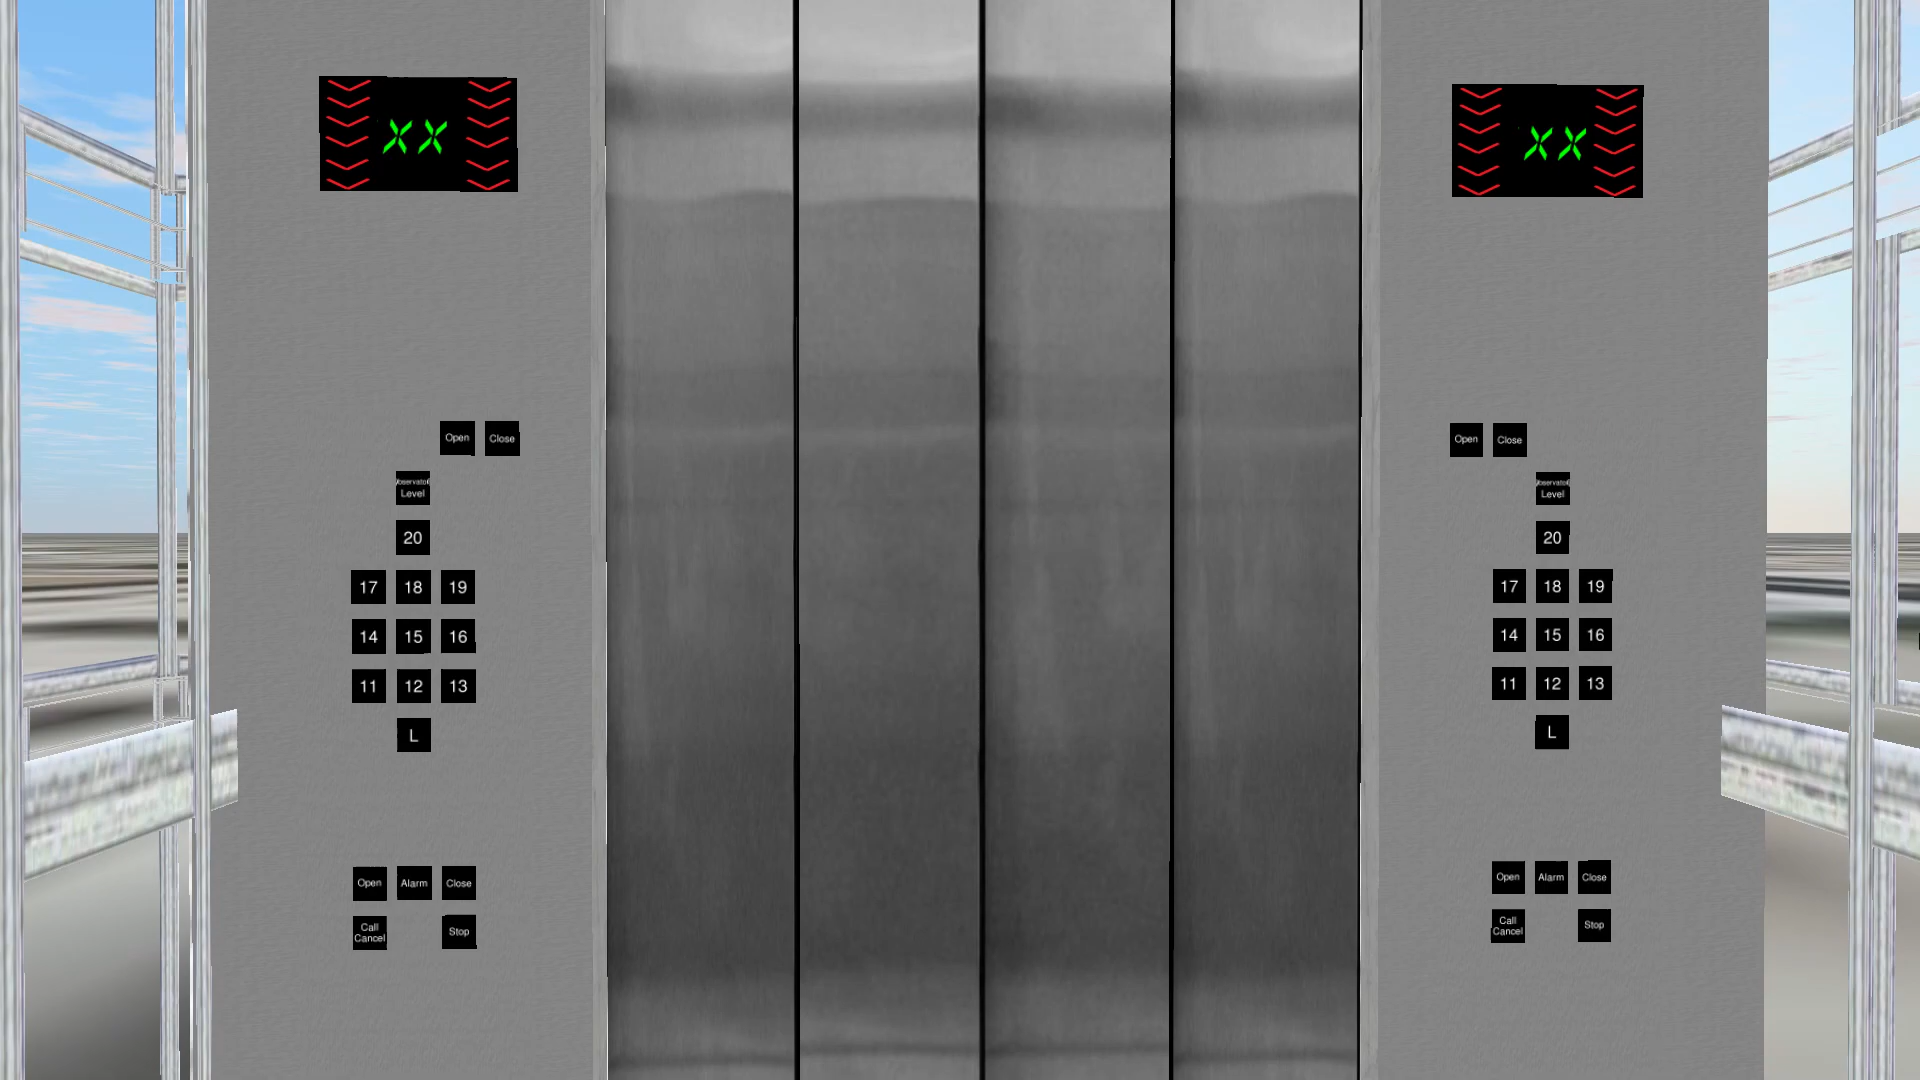 XX
XX
Open Close
Level
20
17 18 19
14 15 16
11 12 13
L
Open Alarm Close
Call
Cancel
Stop
Open Close
Level
20
17 18 19
14 15 16
11 12 13
L
Open Alarm Close
Call
Cancel
Stop